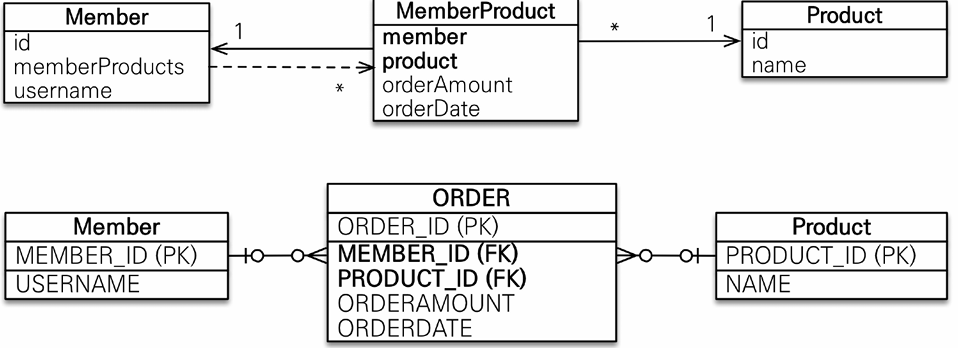 Member
id
memberProducts
username
1
*
MemberProduct
member
product
orderAmount
orderDate
*
1
Product
id
name
Member
MEMBER_ID (PK)
USERNAME
ORDER
ORDER_ID (PK)
MEMBER_ID (FK)
PRODUCT_ID (FK)
ORDERAMOUNT
ORDERDATE
Product
PRODUCT_ID (PK)
NAME